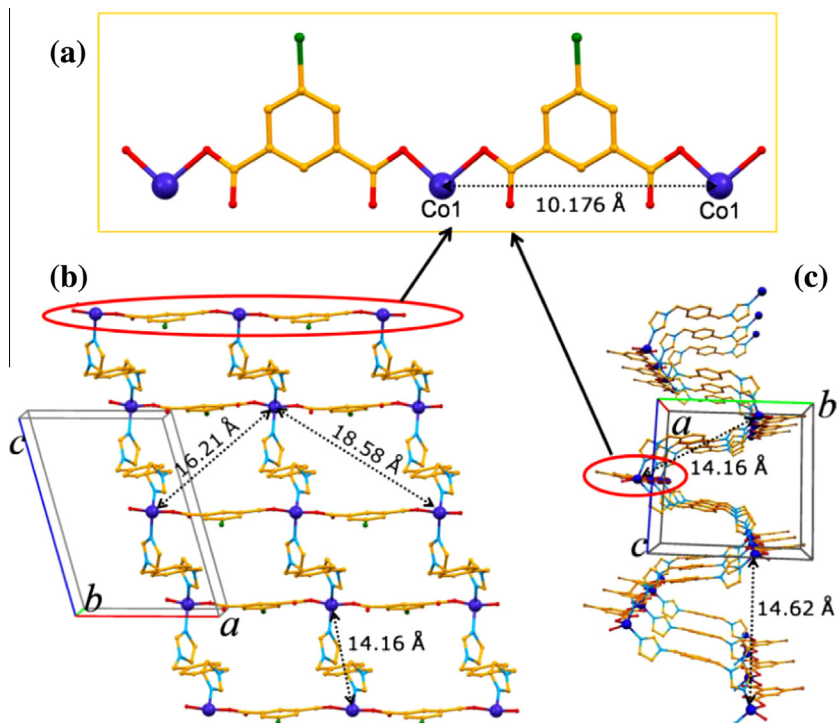 (a)
Co1
10.176 Å
Co1
(b)
(c)
c
16.21 Å
18.58 Å
b
a
14.16 Å
a
b
14.16 Å
c
14.62 Å